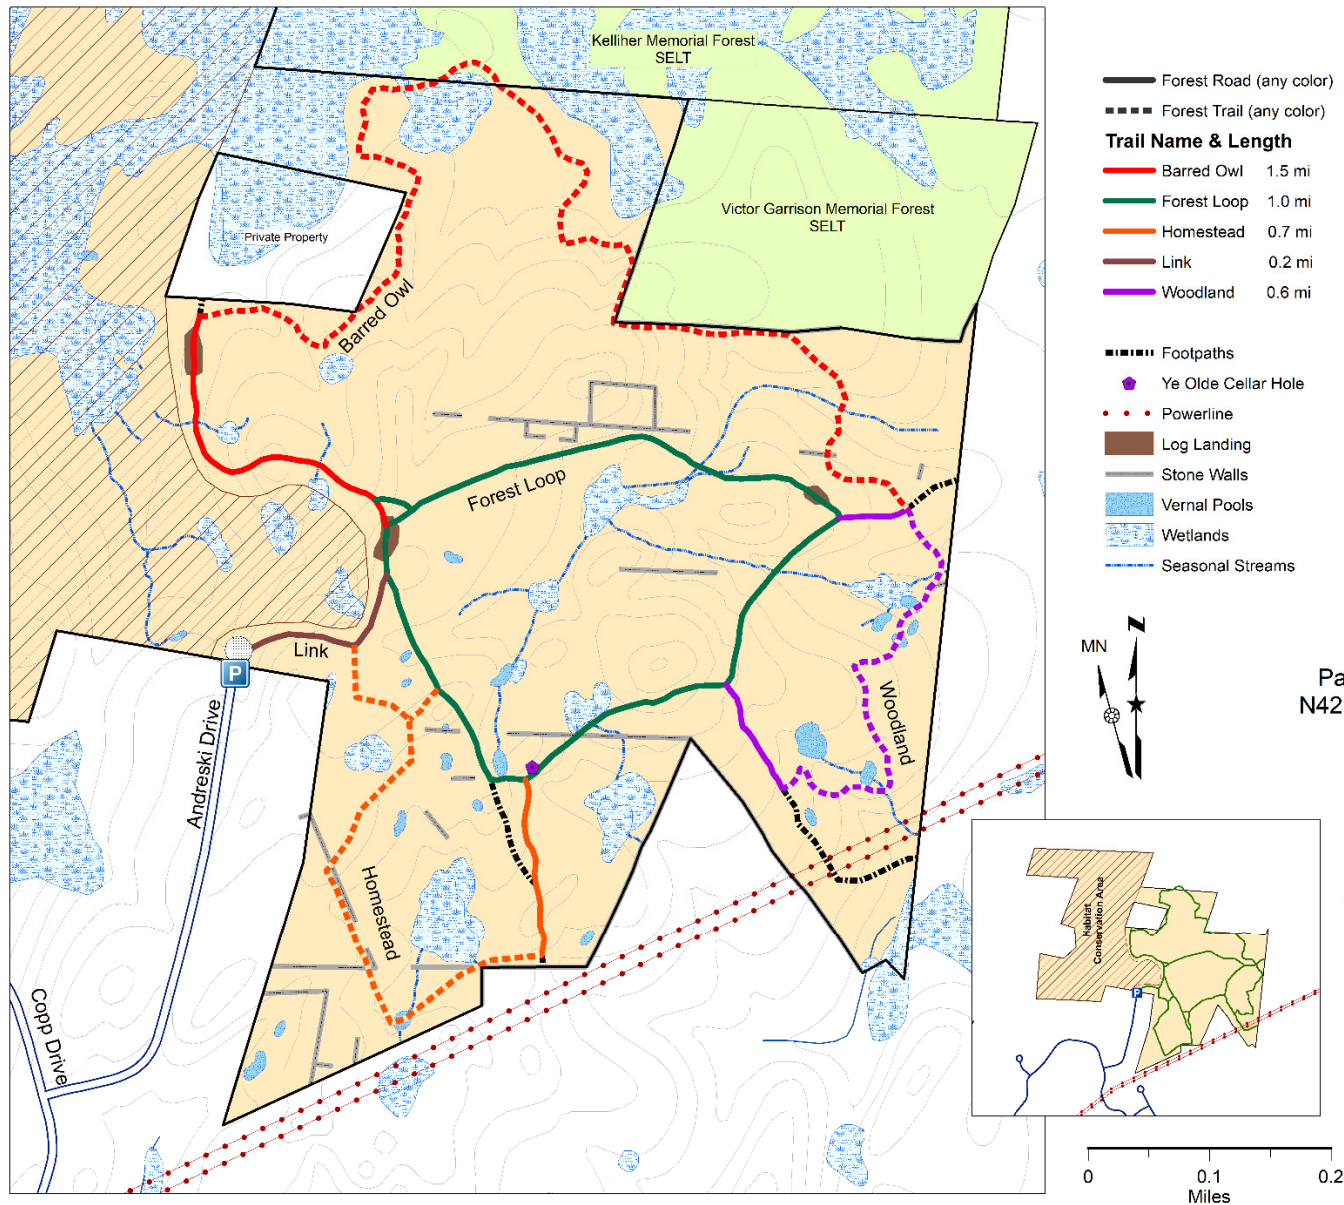 Kelliher Memorial Forest
SELT
Victor Garrison Memorial Forest
SELT
Private Property
Barred Owl
Forest Loop
Link
P
Andreski Drive
Woodland
Homestead
Copp Drive
Forest Road (any color)
Forest Trail (any color)
Trail Name & Length
Barred Owl 1.5 mi
Forest Loop 1.0 mi
Homestead 0.7 mi
Link 0.2 mi
Woodland 0.6 mi
Footpaths
Ye Olde Cellar Hole
Powerline
Log Landing
Stone Walls
Vernal Pools
Wetlands
Seasonal Streams
MN
N
Pa
N42
Habitat
Conservation Area
P
0 0.1 0.2
Miles